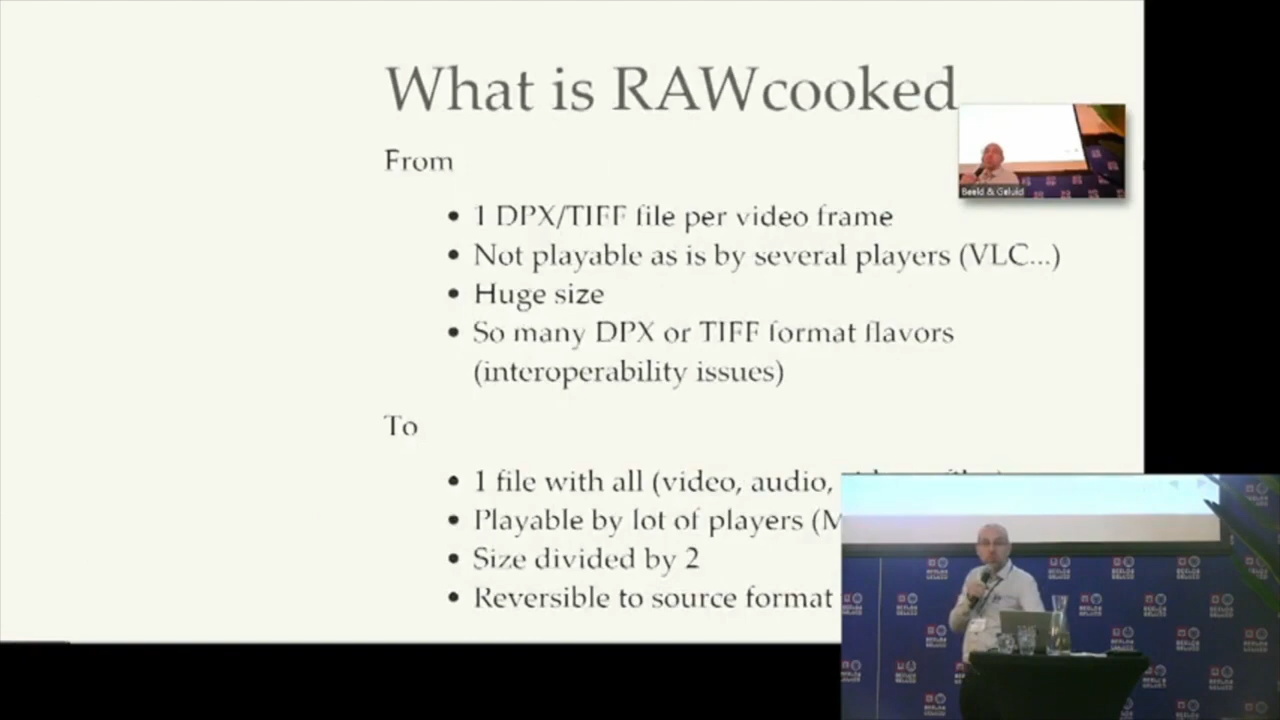 What is RAWcooked
From
Beeld & Geluid
• 1 DPX/TIFF file per video frame
• Not playable as is by several players (VLC...)
• Huge size
• So many DPX or TIFF format flavors
(interoperability issues)
To
• 1 file with all (video, audio,
• Playable by lot of players (M
• Size divided by 2
• Reversible to source format